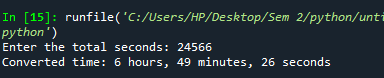 In [15]: runfile('C:/Users/HP/Desktop/Sem 2/python/unti
python')
Enter the total seconds: 24566
Converted time: 6 hours, 49 minutes, 26 seconds